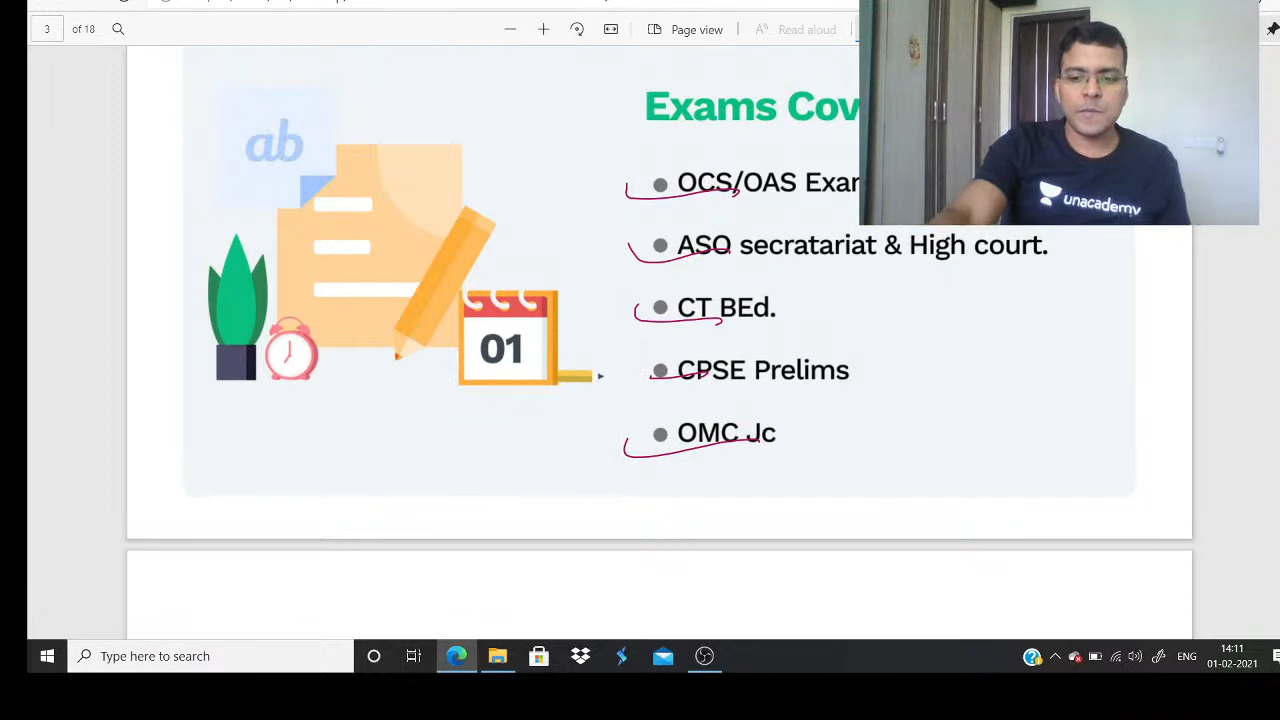 3 of 18
Page view
Read aloud
ab
Exams Cov
OCS/OAS Exar
unacademy
ASO secratariat & High court.
CT BEd.
01
CPSE Prelims
OMC Jc
Type here to search
ENG
14:11
01-02-2021